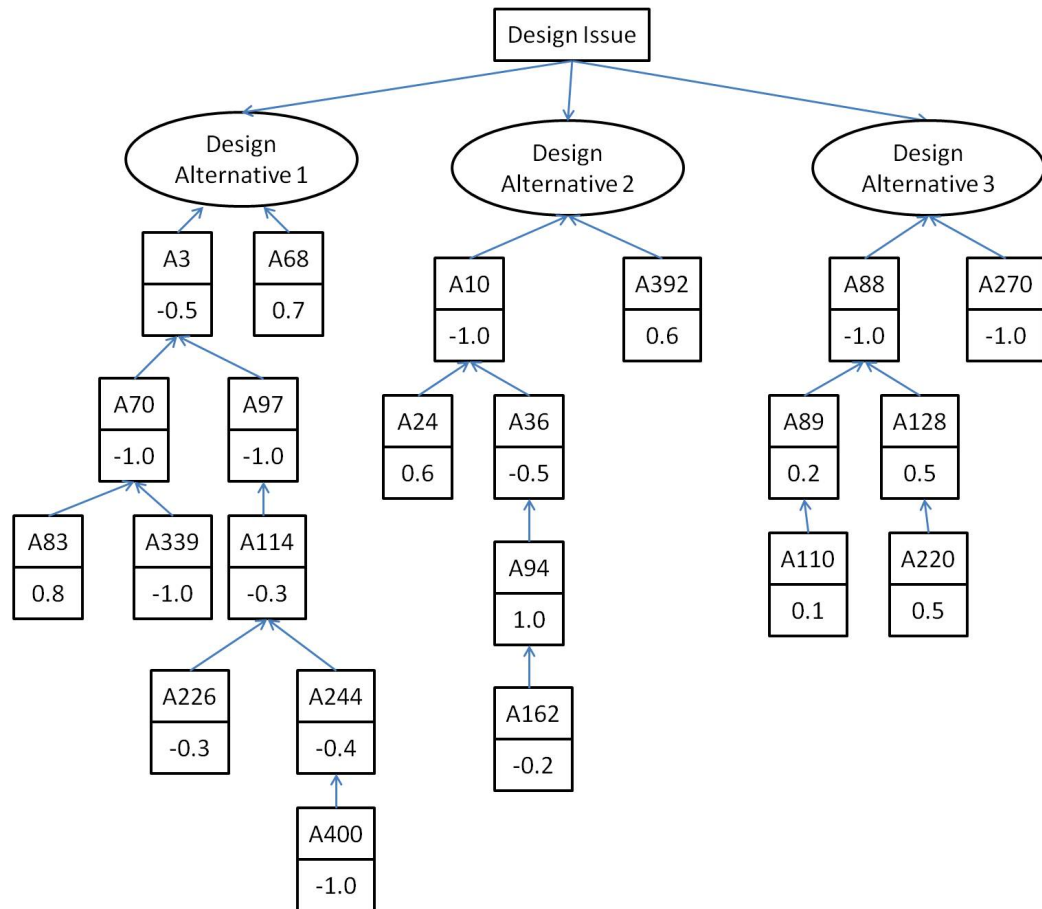 Design Issue
Design
Alternative 1
Design
Alternative 2
Design
Alternative 3
A3
-0.5
A68
0.7
A10
-1.0
A392
0.6
A88
-1.0
A270
-1.0
A70
-1.0
A97
-1.0
A24
0.6
A36
-0.5
A89
0.2
A128
0.5
A83
0.8
A339
-1.0
A114
-0.3
A94
1.0
A110
0.1
A220
0.5
A226
-0.3
A244
-0.4
A162
-0.2
A400
-1.0